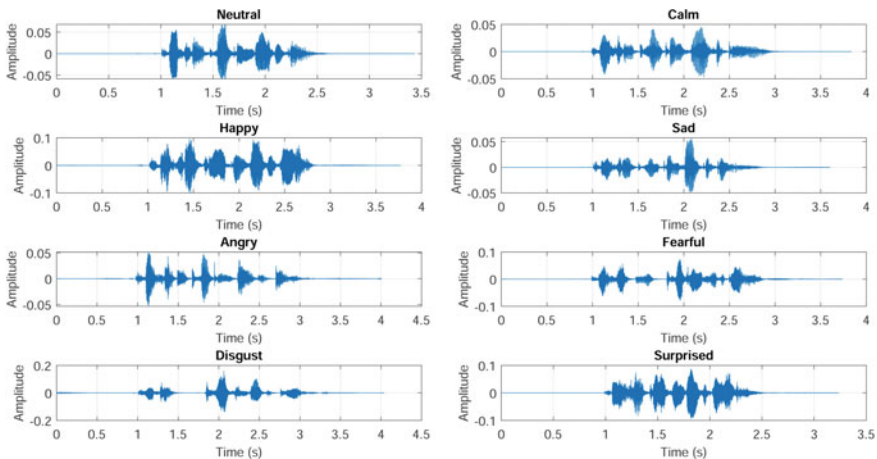 Neutral
Amplitude
0.05
0
-0.05
0 0.5 1 1.5 2 2.5 3 3.5
Time (s)
Calm
Amplitude
0.05
0
-0.05
0 0.5 1 1.5 2 2.5 3 3.5 4
Time (s)
Happy
Amplitude
0.1
0
-0.1
0 0.5 1 1.5 2 2.5 3 3.5 4
Time (s)
Sad
Amplitude
0.05
0
-0.05
0 0.5 1 1.5 2 2.5 3 3.5 4
Time (s)
Angry
Amplitude
0.05
0
-0.05
0 0.5 1 1.5 2 2.5 3 3.5 4 4.5
Time (s)
Fearful
Amplitude
0.1
0
-0.1
0 0.5 1 1.5 2 2.5 3 3.5 4
Time (s)
Disgust
Amplitude
0.2
0
-0.2
0 0.5 1 1.5 2 2.5 3 3.5 4 4.5
Time (s)
Surprised
Amplitude
0.1
0
-0.1
0 0.5 1 1.5 2 2.5 3 3.5
Time (s)